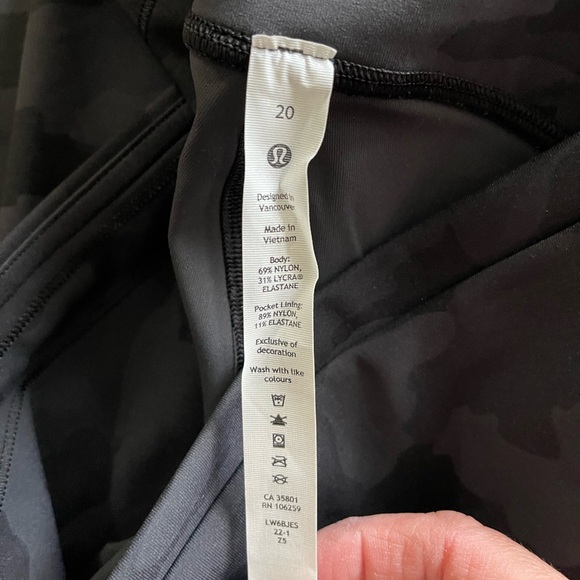 20
Designed in
Vancouver
Made in
Vietnam
Body:
69% NYLON,
31% LYCRA®
ELASTANE
Pocket Lining:
89% NYLON,
11% ELASTANE
Exclusive of
decoration
Wash with like
colours
CA 35801
RN 106259
LW6BJES
22-1
Z5